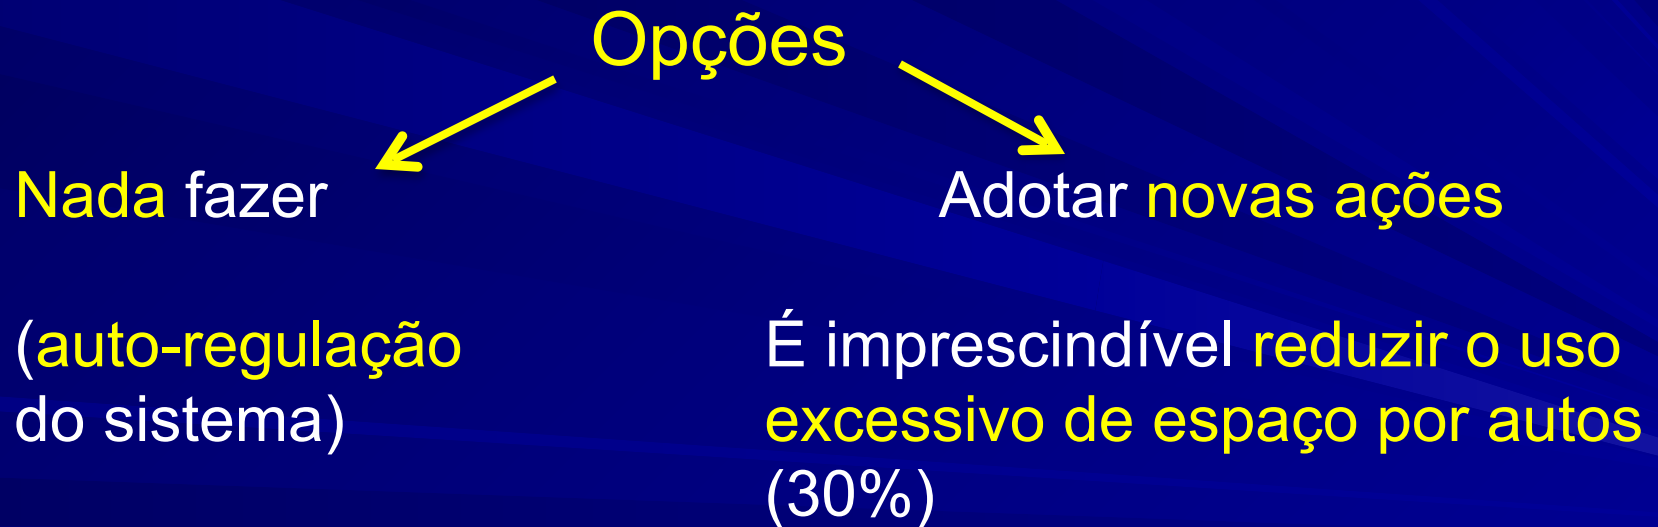 Opções
Nada fazer
(auto-regulação
do sistema)
Adotar novas ações
É imprescindível reduzir o uso
excessivo de espaço por autos
(30%)